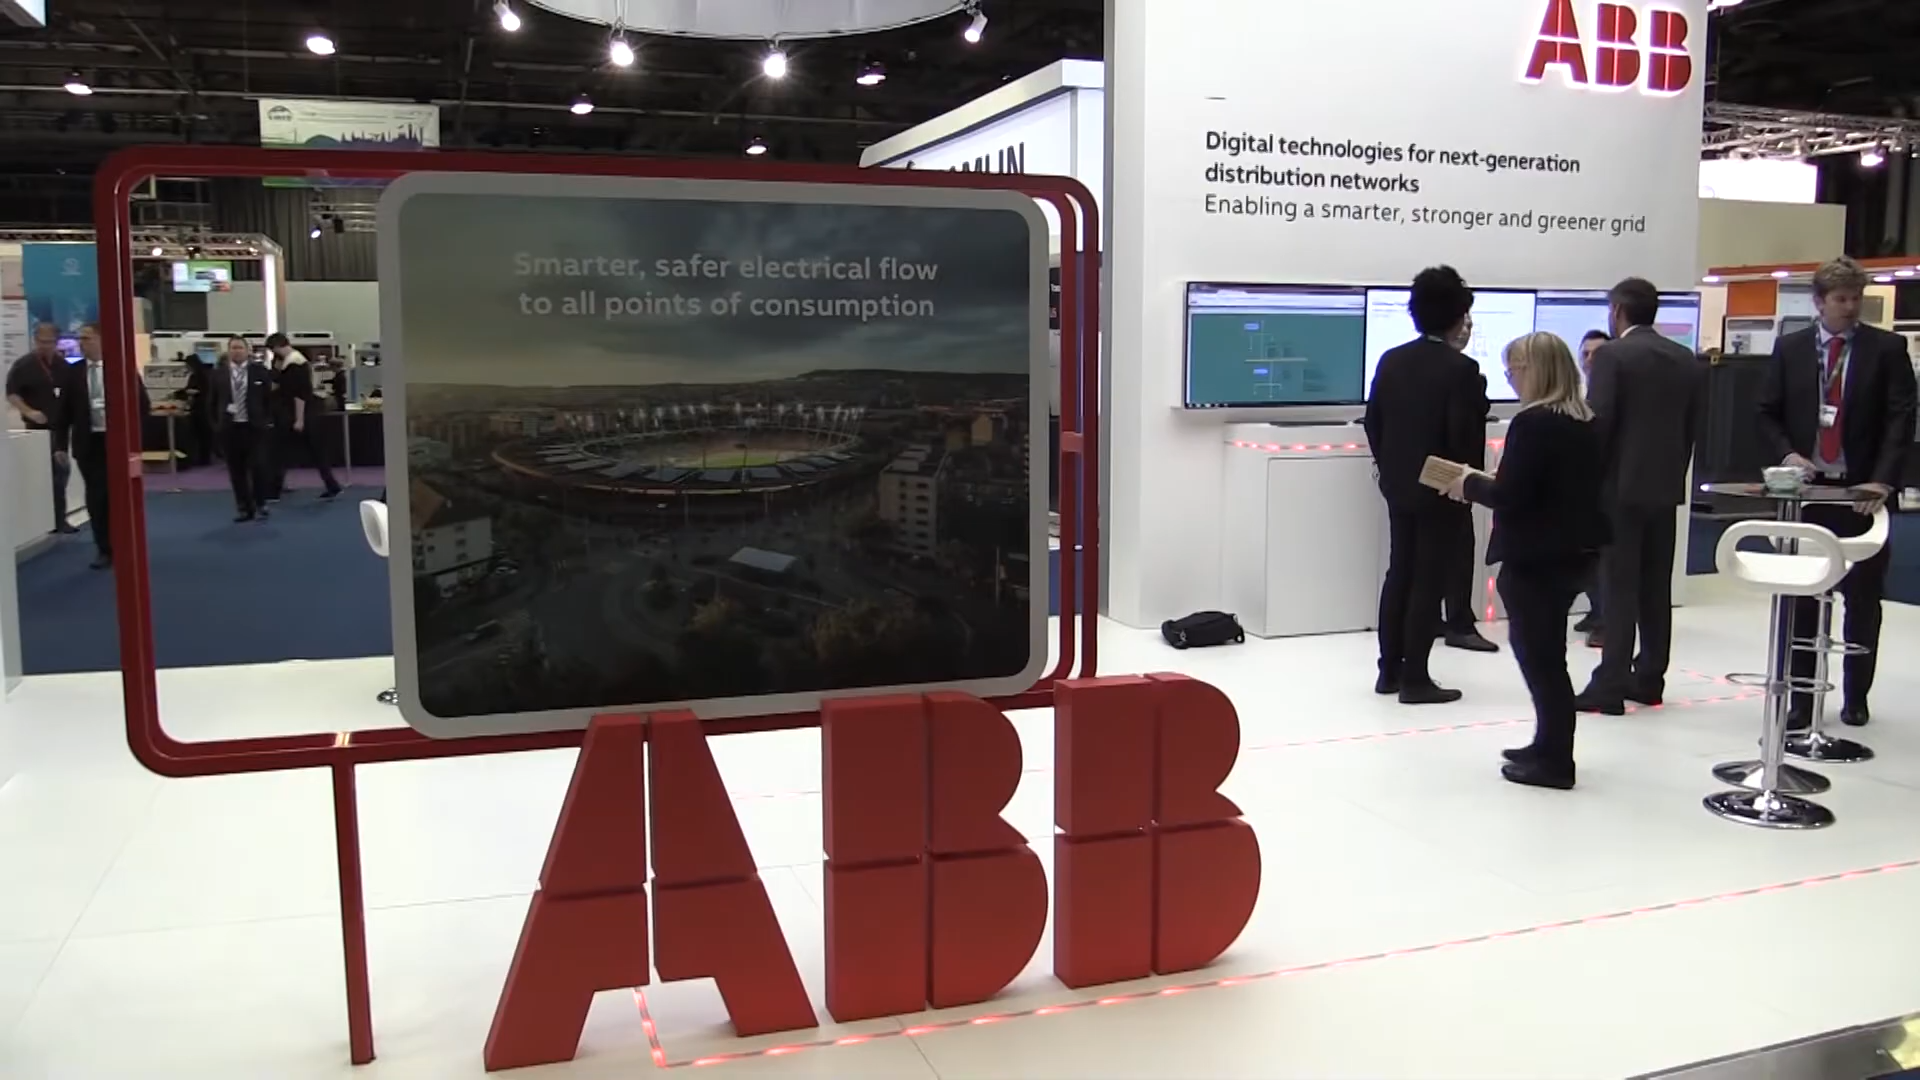 ABB
Digital technologies for next-generation
distribution networks
Enabling a smarter, stronger and greener grid
Smarter, safer electrical flow
to all points of consumption
ABB